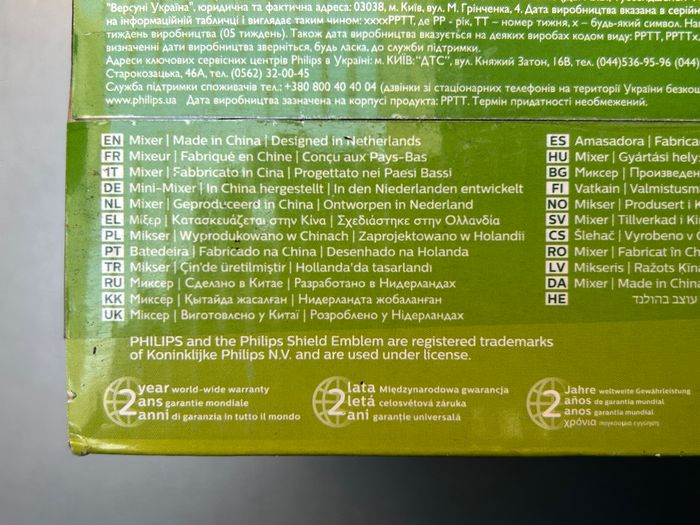 "Версуні Україна", юридична та фактична адреса: 03038, м. Київ, вул. М. Грінченка, 4. Дата виробництва вказана в серій
на інформаційній табличці і виглядає таким чином: xxxxРРТТ, де РР - рік, ТТ – номер тижня, х – будь-який символ. На
тиждень виробництва (05 тиждень). Також дата виробництва вказується на деяких виробах кодом виду: РРТТ, РРТТх
визначенні дати виробництва зверніться, будь ласка, до служби підтримки.
Адреси ключових сервісних центрів Philips в Україні: м. КИЇВ: "ДТС", вул. Княжий Затон, 16В, тел. (044)536-95-96 (033
Старокозацька, 46А, тел. (0562) 32-00-45
Служба підтримки споживачів тел.: +380 800 40 40 04 (дзвінки зі стаціонарних телефонів на території України безкош
www.philips.ua Дата виробництва зазначена на корпусі продукта: РРТТ. Термін придатності необмежений.
EN Mixer | Made in China | Designed in Netherlands
FR Mixeur | Fabriqué en Chine | Conçu aux Pays-Bas
IT Mixer | Fabbricato in Cina | Progettato nei Paesi Bassi
DE Mini-Mixer | In China hergestellt | In den Niederlanden entwickelt
NL Mixer | Geproduceerd in China | Ontworpen in Nederland
EL Μίξερ | Κατασκευάζεται στην Κίνα | Σχεδιάστηκε στην Ολλανδία
PL Mikser | Wyprodukowano w Chinach | Zaprojektowano w Holandii
PT Batedeira | Fabricado na China | Desenhado na Holanda
TR Mikser | Çin'de üretilmiştir | Hollanda'da tasarlandı
RU Миксер | Сделано в Китае | Разработано в Нидерландах
KK Миксер | Қытайда жасалған | Нидерландта жобаланған
UK Міксер | Виготовлено у Китаї | Розроблено у Нідерландах
ES Amasadora | Fabrica
HU Mixer | Gyártási hely
BG Миксер | Произведен
FI Vatkain | Valmistusm
NO Mikser | Produsert i
SV Mixer | Tillverkad i Ki
CS Šlehač | Vyrobeno v
RO Mixer | Fabricat în Ch
LV Mikseris | Ražots Ķīn
DA Mixer | Made in China
HE עוצב בהולנד
PHILIPS and the Philips Shield Emblem are registered trademarks
of Koninklijke Philips N.V. and are used under license.
2 year world-wide warranty
ans garantie mondiale
anni di garanzia in tutto il mondo
2 lata Międzynarodowa gwarancja
letá celosvětová záruka
ani garanție universală
2 Jahre weltweite Gewährleistung
años de garantía mundial
anos garantia mundial
χρόνια παγκόσμια εγγύηση